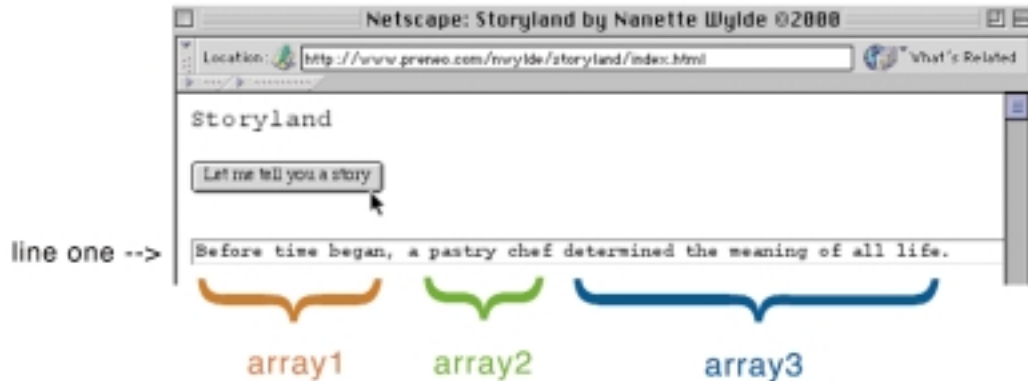 Netscape: Storyland by Nanette Wylde ©2000
Location: http://www.preneo.com/nwylde/storyland/index.html What's Related
Storyland
Let me tell you a story
line one --> Before time began, a pastry chef determined the meaning of all life.
array1 array2 array3